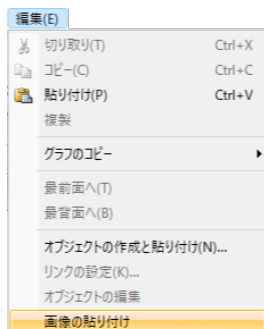 編集(E)
切り取り(T) Ctrl+X
コピー(C) Ctrl+C
貼り付け(P) Ctrl+V
複製
グラフのコピー
最前面へ(T)
最背面へ(B)
オブジェクトの作成と貼り付け(N)...
リンクの設定(K)...
オブジェクトの編集
画像の貼り付け